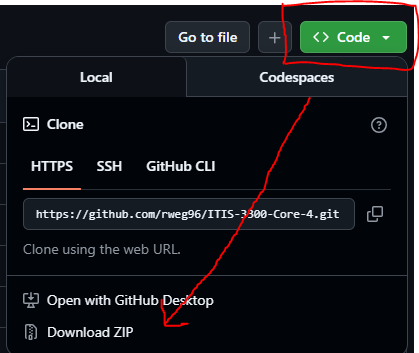 Go to file
Code
Local
Codespaces
Clone
HTTPS
SSH
GitHub CLI
https://github.com/rweg96/ITIS-3300-Core-4.git
Clone using the web URL.
Open with GitHub Desktop
Download ZIP